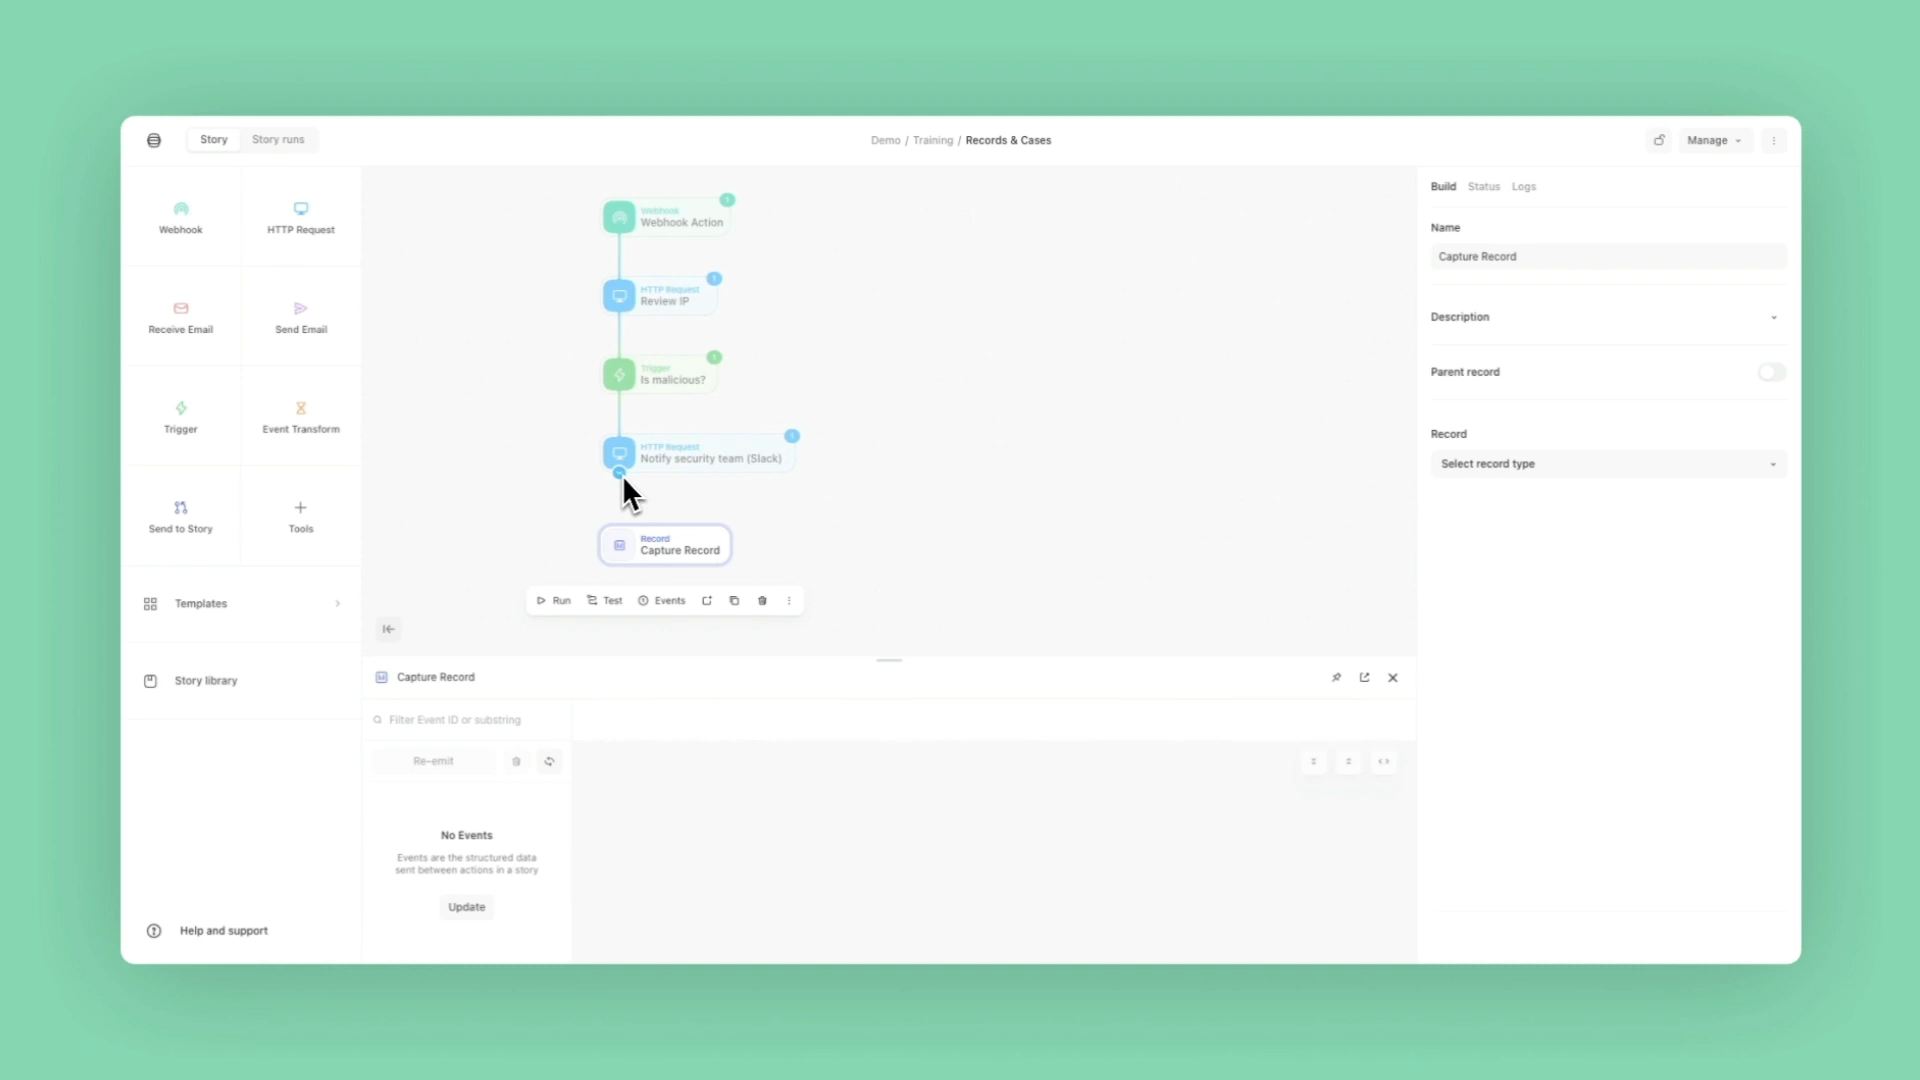 Story
Story runs
Demo / Training / Records & Cases
Manage
Webhook
HTTP Request
Receive Email
Send Email
Trigger
Event Transform
Send to Story
Tools
Templates
Story library
Help and support
Webhook
Webhook Action
1
HTTP Request
Review IP
1
Trigger
Is malicious?
1
HTTP Request
Notify security team (Slack)
1
Record
Capture Record
Run
Test
Events
Capture Record
Filter Event ID or substring
Re-emit
No Events
Events are the structured data
sent between actions in a story
Update
Build
Status
Logs
Name
Capture Record
Description
Parent record
Record
Select record type